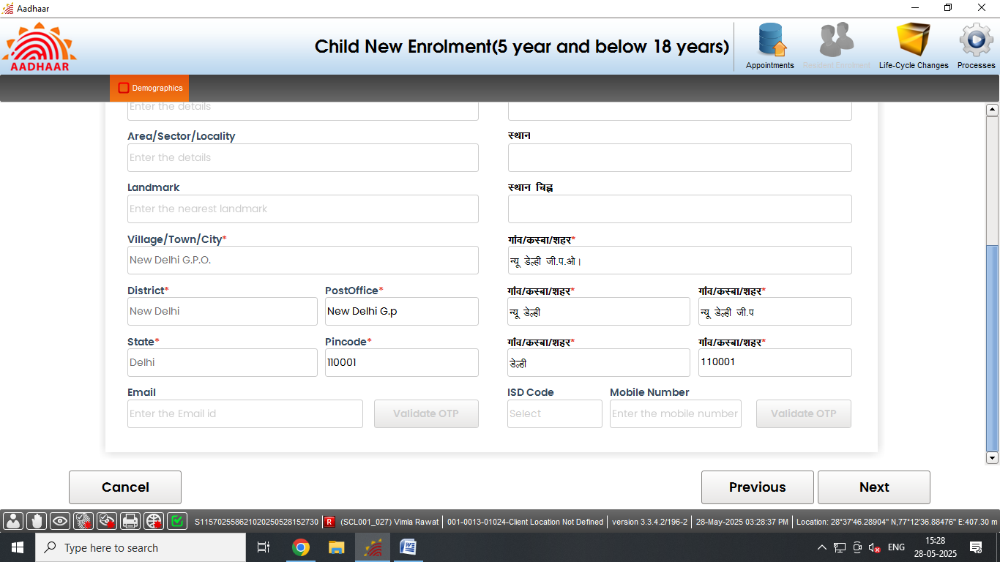 Aadhaar
AADHAAR
Child New Enrolment(5 year and below 18 years)
Appointments
Resident Enrolment
Life-Cycle Changes
Processes
Demographics
Enter the details
Area/Sector/Locality
स्थान
Enter the details
Landmark
स्थान चिह्न
Enter the nearest landmark
Village/Town/City*
गांव/कस्बा/शहर*
New Delhi G.P.O.
न्यू डेल्ही जी.प.ओ।
District*
PostOffice*
गांव/कस्बा/शहर*
गांव/कस्बा/शहर*
New Delhi
New Delhi G.p
न्यू डेल्ही
न्यू डेल्ही जी.प
State*
Pincode*
गांव/कस्बा/शहर*
गांव/कस्बा/शहर*
Delhi
110001
डेल्ही
110001
Email
ISD Code
Mobile Number
Enter the Email id
Validate OTP
Select
Enter the mobile number
Validate OTP
Cancel
Previous
Next
S115702558621020250528152730 R (SCL001_027) Vimla Rawat 001-0013-01024-Client Location Not Defined version 3.3.4.2/196-2 28-May-2025 03:28:37 PM Location: 28°37'46.28904" N,77°12'36.88476" E:407.30 m
Type here to search
ENG
15:28
28-05-2025